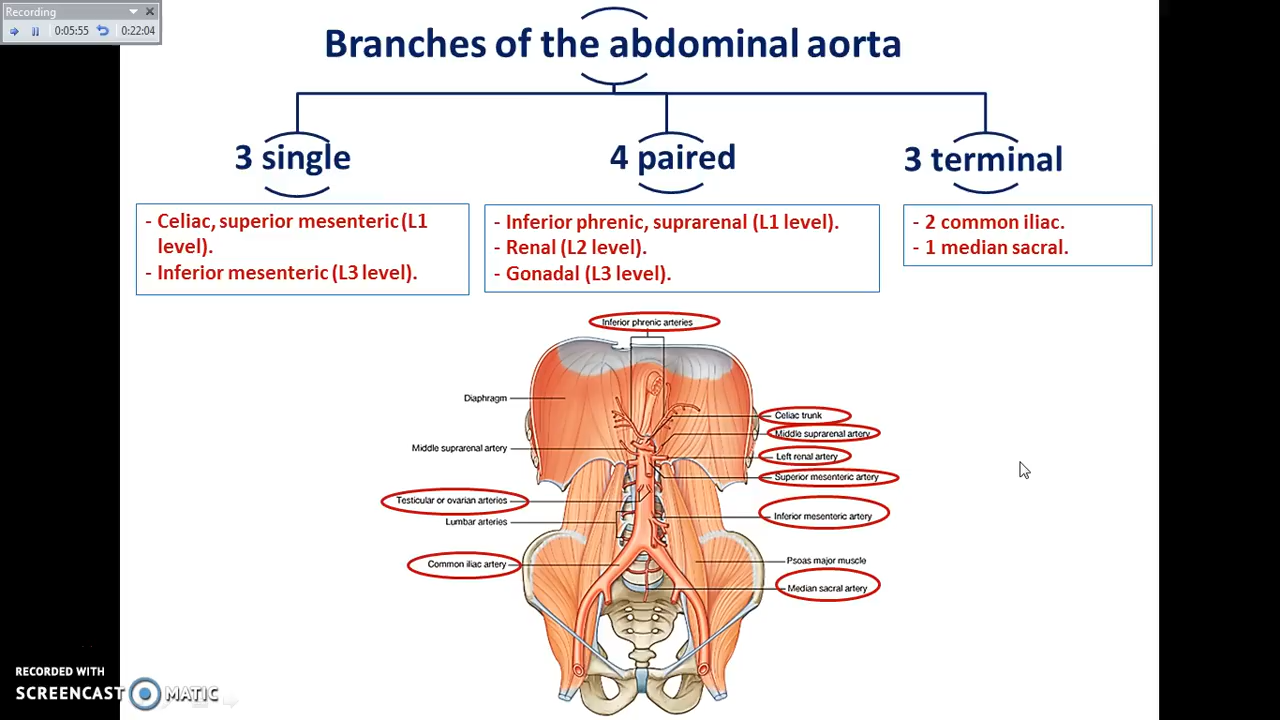 Recording
0:05:55
0:22:04
Branches of the abdominal aorta
3 single
4 paired
3 terminal
- Celiac, superior mesenteric (L1
level).
- Inferior mesenteric (L3 level).
- Inferior phrenic, suprarenal (L1 level).
- Renal (L2 level).
- Gonadal (L3 level).
- 2 common iliac.
- 1 median sacral.
Inferior phrenic arteries
Diaphragm
Middle suprarenal artery
Testicular or ovarian arteries
Lumbar arteries
Common iliac artery
Celiac trunk
Middle suprarenal artery
Left renal artery
Superior mesenteric artery
Inferior mesenteric artery
Psoas major muscle
Median sacral artery
RECORDED WITH
SCREENCAST MATIC